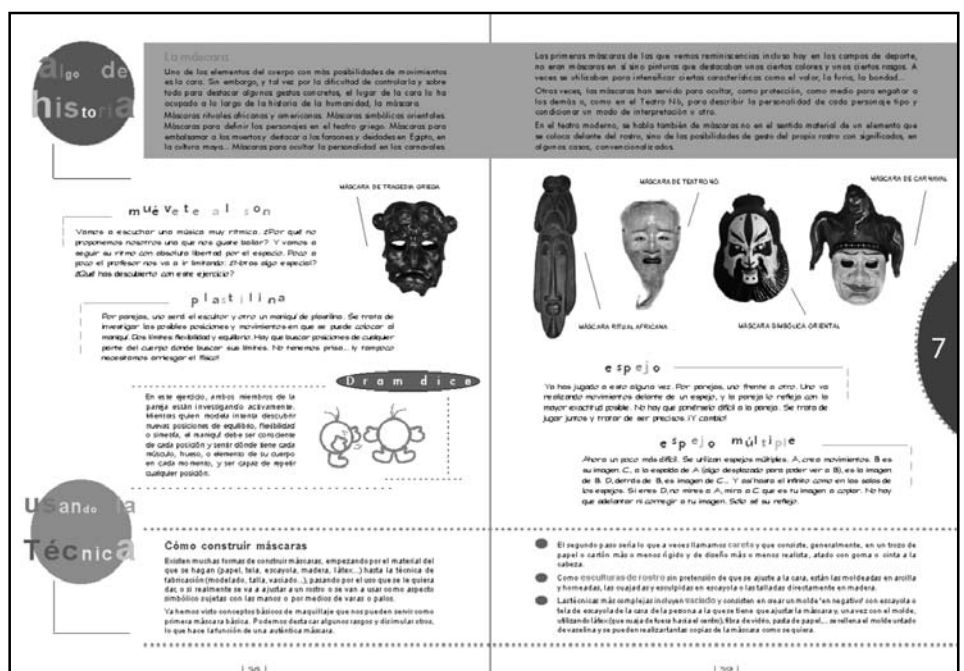 algo de
historia
La máscara
Uno de los elementos del cuerpo con más posibilidades de movimientos
es la cara. Sin embargo, y tal vez por la dificultad de controlarla y sobre
todo para destacar algunos gestos concretos, el lugar de la cara lo ha
ocupado a lo largo de la historia de la humanidad, la máscara.
Máscaras rituales africanas y americanas. Máscaras simbólicas orientales.
Máscaras para definir los personajes en el teatro griego. Máscaras para
embalsamar a los muertos y destacar a los faraones y deidades en Egipto, en
la cultura maya... Máscaras para ocultar la personalidad en los carnavales.
MÁSCARA DE TRAGEDIA GRIEGA
muévete al son
Vamos a escuchar una música muy rítmica. ¿Por qué no
proponemos nosotros una que nos guste bailar? Y vamos a
seguir su ritmo con absoluta libertad por el espacio. Poco a
poco el profesor nos va a ir limitando: ¿Notas algo especial?
¿Qué has descubierto con este ejercicio?
plastilina
Por parejas, uno será el escultor y otro un maniquí de plastilina. Se trata de
investigar las posibles posiciones y movimientos en que se puede colocar al
maniquí. Dos límites: flexibilidad y equilibrio. Hay que buscar posiciones de cualquier
parte del cuerpo donde buscar sus límites. No tenemos prisa... ¡y tampoco
necesitamos arriesgar el físico!
Dram dice
En este ejercicio, ambos miembros de la
pareja están investigando activamente.
Mientras quien modela intenta descubrir
nuevas posiciones de equilibrio, flexibilidad
o simetría, el maniquí debe ser consciente
de cada posición y sentir dónde tiene cada
músculo, hueso, o elemento de su cuerpo
en cada momento, y ser capaz de repetir
cualquier posición.
Usando la
Técnica
Cómo construir máscaras
Existen muchas formas de construir máscaras, empezando por el material del
que se hagan (papel, tela, escayola, madera, látex...) hasta la técnica de
fabricación (modelado, talla, vaciado...), pasando por el uso que se le quiera
dar, o si realmente se va a ajustar a un rostro o se van a usar como aspecto
simbólico sujetas con las manos o por medios de varas o palos.
Ya hemos visto conceptos básicos de maquillaje que nos pueden servir como
primera máscara básica. Podemos destacar algunos rasgos y disimular otros,
lo que hace la función de una auténtica máscara.
Las primeras máscaras de las que vemos reminiscencias incluso hoy en los campos de deporte,
no eran máscaras en sí sino pinturas que destacaban unos ciertos colores y unos ciertos rasgos. A
veces se utilizaban para intensificar ciertas características como el valor, la furia, la bondad...
Otras veces, las máscaras han servido para ocultar, como protección, como medio para engañar a
los demás o, como en el Teatro Nô, para describir la personalidad de cada personaje tipo y
condicionar un modo de interpretación u otro.
En el teatro moderno, se habla también de máscaras no en el sentido material de un elemento que
se coloca delante del rostro, sino de las posibilidades de gesto del propio rostro con significados, en
algunos casos, convencionalizados.
MÁSCARA DE TEATRO NÔ
MÁSCARA DE CARNAVAL
MÁSCARA RITUAL AFRICANA
MÁSCARA SIMBÓLICA ORIENTAL
7
espejo
Ya has jugado a esto alguna vez. Por parejas, uno frente a otro. Uno va
realizando movimientos delante de un espejo, y la pareja lo refleja con la
mayor exactitud posible. No hay que ponérselo difícil a la pareja. Se trata de
jugar juntos y tratar de ser precisos. ¡Y cambio!
espejo múltiple
Ahora un poco más difícil. Se utilizan espejos múltiples. A, crea movimientos. B es
su imagen. C, a la espalda de A (algo desplazado para poder ver a B), es la imagen
de B. D, detrás de B, es imagen de C... Y así hasta el infinito como en las salas de
los espejos. Si eres D, no mires a A, mira a C que es tu imagen a copiar. No hay
que adelantar ni corregir a tu imagen. Sólo sé su reflejo.
El segundo paso sería lo que a veces llamamos careta y que consiste, generalmente, en un trozo de
papel o cartón más o menos rígido y de diseño más o menos realista, atado con goma o cinta a la
cabeza.
Como esculturas de rostro sin pretensión de que se ajuste a la cara, están las moldeadas en arcilla
y horneadas, las cuajadas y esculpidas en escayola o las talladas directamente en madera.
Las técnicas más complejas incluyen vaciado y consisten en crear un molde 'en negativo' con escayola o
tela de escayola de la cara de la persona a la que se tiene que ajustar la máscara y, una vez con el molde,
utilizando látex (que cuaja de fuera hacia el centro), fibra de vidrio, pasta de papel,... se rellena el molde untado
de vaselina y se pueden realizar tantas copias de la máscara como se quiera.